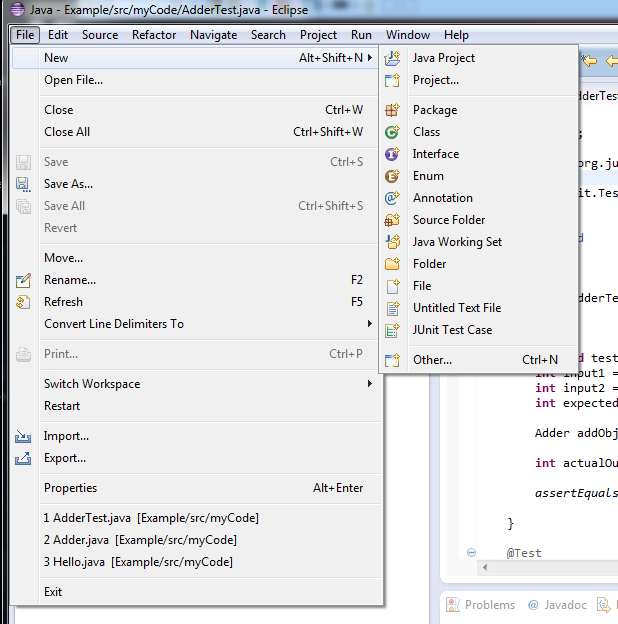 Java - Example/src/myCode/AdderTest.java - Eclipse
File Edit Source Refactor Navigate Search Project Run Window Help
New Alt+Shift+N
Open File...
Close Ctrl+W
Close All Ctrl+Shift+W
Save Ctrl+S
Save As...
Save All Ctrl+Shift+S
Revert
Move...
Rename... F2
Refresh F5
Convert Line Delimiters To
Print... Ctrl+P
Switch Workspace
Restart
Import...
Export...
Properties Alt+Enter
1 AdderTest.java [Example/src/myCode]
2 Adder.java [Example/src/myCode]
3 Hello.java [Example/src/myCode]
Exit
Java Project
Project...
Package
Class
Interface
Enum
Annotation
Source Folder
Java Working Set
Folder
File
Untitled Text File
JUnit Test Case
Other... Ctrl+N
dderTes
;
org.ju
it.Tes
d
dderTe
d test
int input1 =
int input2 =
int expected
Adder addObj
int actualOu
assertEquals
}
@Test
Problems @ Javadoc